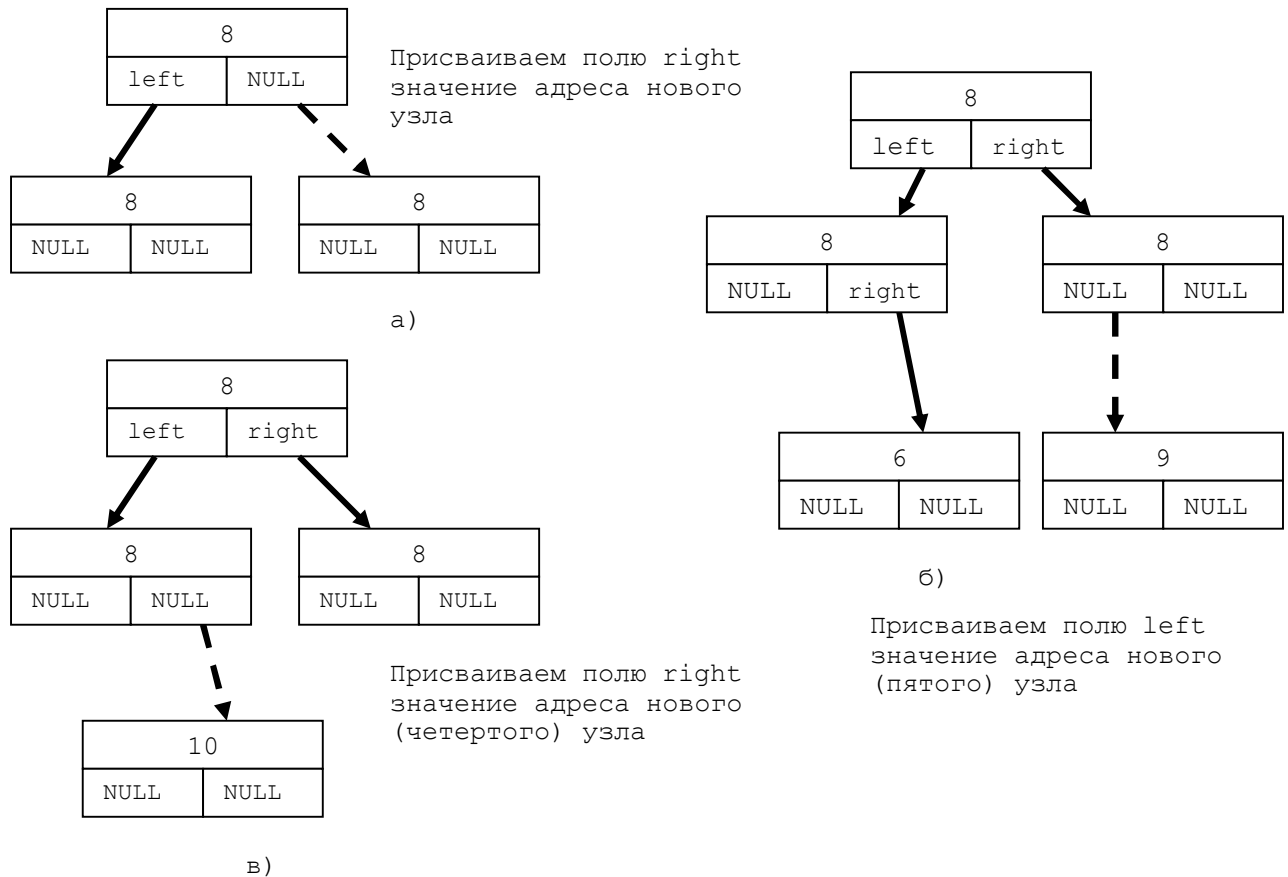 8
left NULL
Присваиваем полю right
значение адреса нового
узла
8
NULL NULL
8
NULL NULL
а)
8
left right
8
NULL right
8
NULL NULL
6
NULL NULL
9
NULL NULL
б)
Присваиваем полю left
значение адреса нового
(пятого) узла
8
left right
8
NULL NULL
8
NULL NULL
Присваиваем полю right
значение адреса нового
(четертого) узла
10
NULL NULL
в)